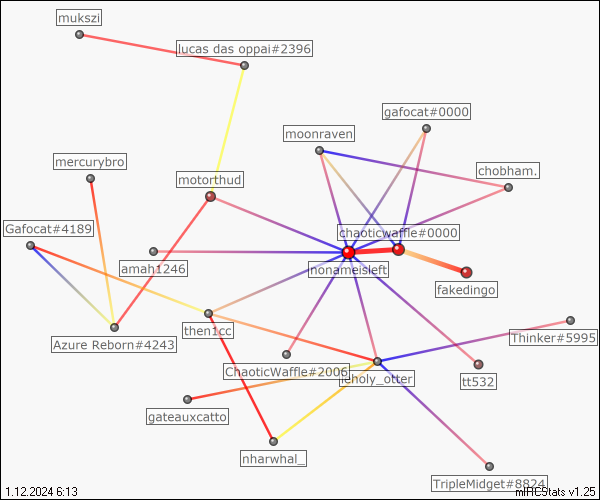 mukszi
lucas das oppai#2396
gafocat#0000
moonraven
mercurybro
chobham.
motorthud
Gafocat#4189
chaoticwaffle#0000
amah1246
nonameisleft
fakedingo
then1cc
Azure Reborn#4243
Thinker#5995
ChaoticWaffle#2006
icholy_otter
tt532
gateauxcatto
nharwhal_
TripleMidget#8824
1.12.2024 6:13
mIRCStats v1.25